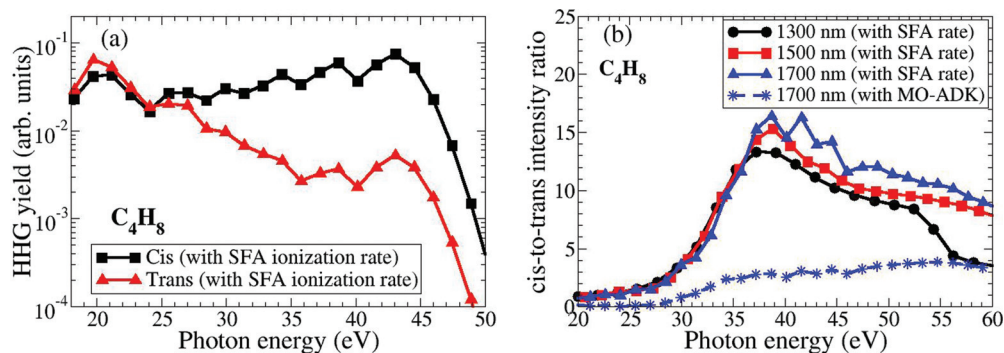 (a)
HHG yield (arb. units)
10^-1
10^-2
10^-3
10^-4
C4H8
Cis (with SFA ionization rate)
Trans (with SFA ionization rate)
20 25 30 35 40 45 50
Photon energy (eV)
(b)
cis-to-trans intensity ratio
25
20
15
10
5
0
C4H8
1300 nm (with SFA rate)
1500 nm (with SFA rate)
1700 nm (with SFA rate)
1700 nm (with MO-ADK)
20 25 30 35 40 45 50 55 60
Photon energy (eV)